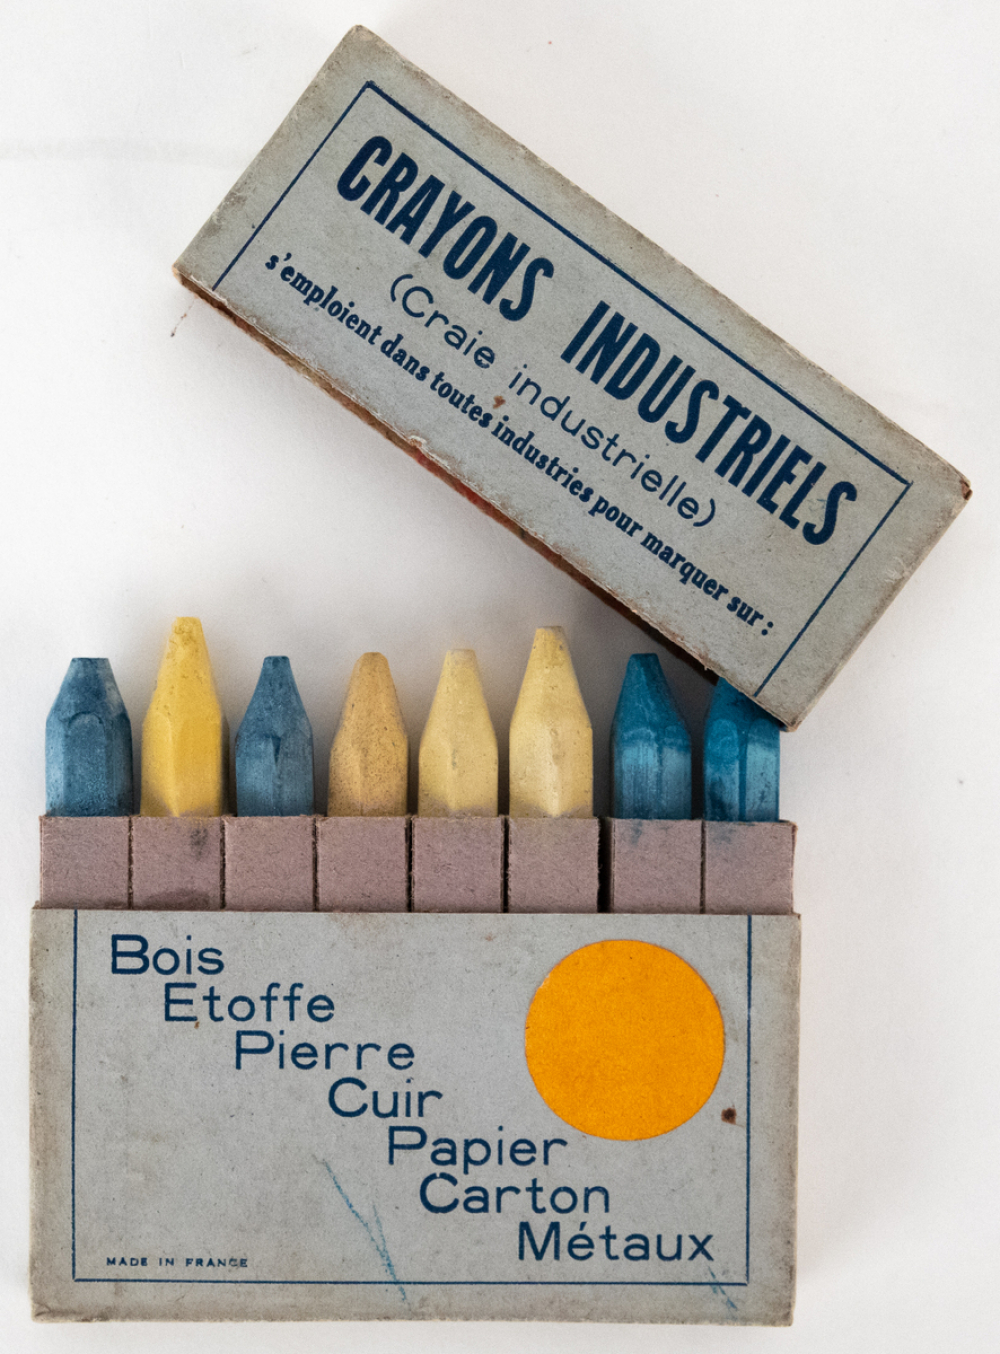 CRAYONS INDUSTRIELS
(Craie industrielle)
s'emploient dans toutes industries pour marquer sur :
Bois
Etoffe
Pierre
Cuir
Papier
Carton
Métaux
MADE IN FRANCE